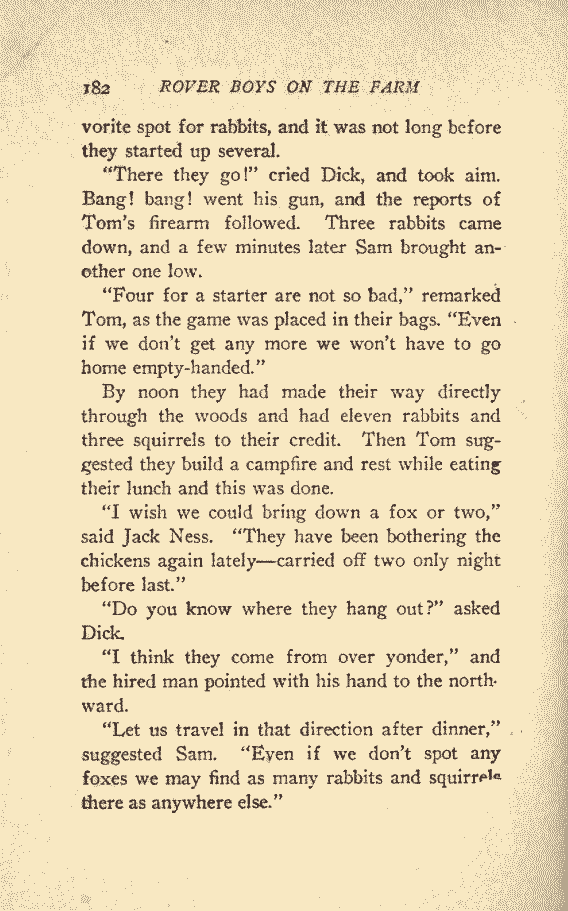 182 ROVER BOYS ON THE FARM
vorite spot for rabbits, and it was not long before
they started up several.
"There they go!" cried Dick, and took aim.
Bang! bang! went his gun, and the reports of
Tom's firearm followed. Three rabbits came
down, and a few minutes later Sam brought an-
other one low.
"Four for a starter are not so bad," remarked
Tom, as the game was placed in their bags. "Even
if we don't get any more we won't have to go
home empty-handed."
By noon they had made their way directly
through the woods and had eleven rabbits and
three squirrels to their credit. Then Tom sug-
gested they build a campfire and rest while eating
their lunch and this was done.
"I wish we could bring down a fox or two,"
said Jack Ness. "They have been bothering the
chickens again lately—carried off two only night
before last."
"Do you know where they hang out?" asked
Dick.
"I think they come from over yonder," and
the hired man pointed with his hand to the north-
ward.
"Let us travel in that direction after dinner,"
suggested Sam. "Even if we don't spot any
foxes we may find as many rabbits and squirrels
there as anywhere else."